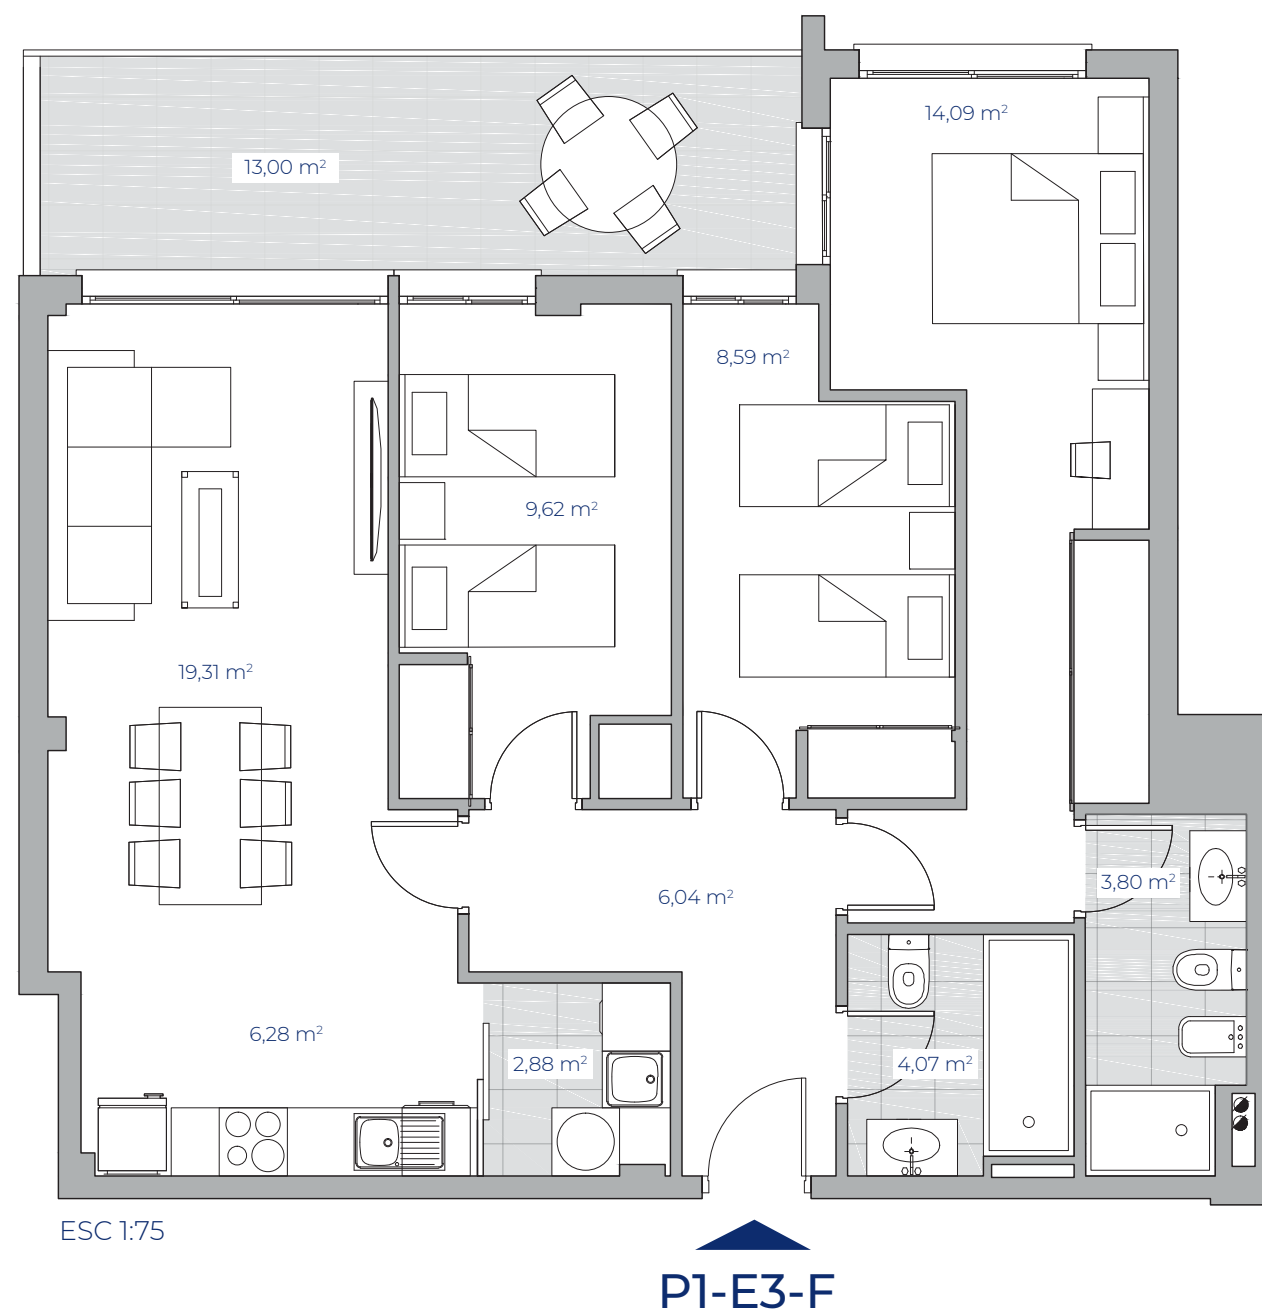 14,09 m²
13,00 m²
8,59 m²
9,62 m²
19,31 m²
3,80 m²
6,04 m²
6,28 m²
2,88 m²
4,07 m²
ESC 1:75
P1-E3-F